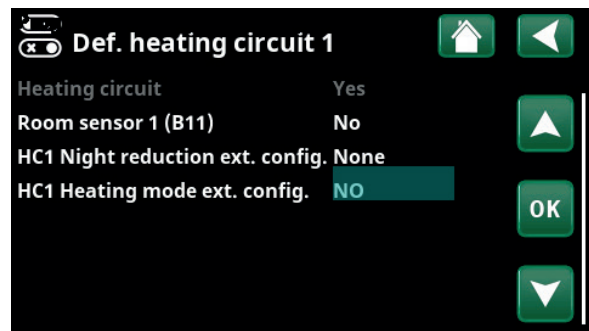 Def. heating circuit 1
Heating circuit Yes
Room sensor 1 (B11) No
HC1 Night reduction ext. config. None
HC1 Heating mode ext. config. NO
OK